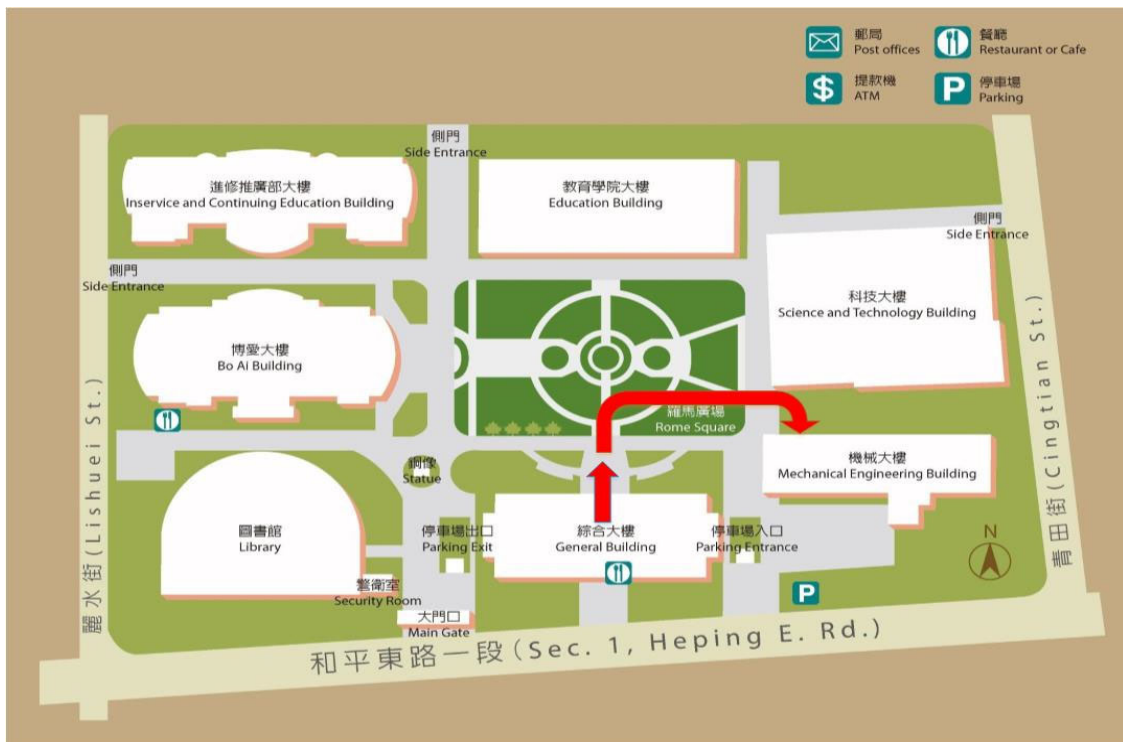 郵局
Post offices
餐廳
Restaurant or Cafe
$ 提款機
ATM
P 停車場
Parking
側門
Side Entrance
進修推廣部大樓
Inservice and Continuing Education Building
教育學院大樓
Education Building
側門
Side Entrance
側門
Side Entrance
科技大樓
Science and Technology Building
博愛大樓
Bo Ai Building
羅馬廣場
Rome Square
銅像
Statue
機械大樓
Mechanical Engineering Building
圖書館
Library
停車場出口
Parking Exit
綜合大樓
General Building
停車場入口
Parking Entrance
N
警衛室
Security Room
P
大門口
Main Gate
麗水街(Lishuei St.)
青田街(Cingtian St.)
和平東路一段(Sec. 1, Heping E. Rd.)